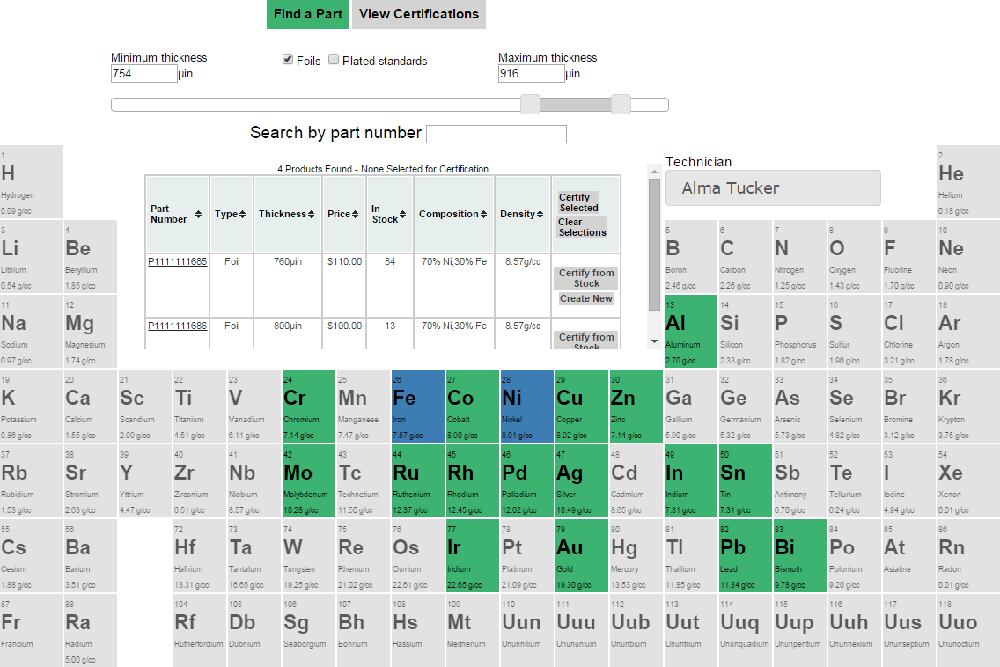 Find a Part View Certifications
Minimum thickness
754 µin
Foils Plated standards
Maximum thickness
916 µin
Search by part number
4 Products Found - None Selected for Certification
Part Number Type Thickness Price In Stock Composition Density Certify Selected Clear Selections
P1111111685 Foil 760µin $110.00 84 70% Ni,30% Fe 8.57g/cc Certify from Stock Create New
P1111111686 Foil 800µin $100.00 13 70% Ni,30% Fe 8.57g/cc Certify from Stock
Technician
Alma Tucker
1 2
H He
Hydrogen Helium
0.09 g/cc 0.18 g/cc
3 4 5 6 7 8 9 10
Li Be B C N O F Ne
Lithium Beryllium Boron Carbon Nitrogen Oxygen Fluorine Neon
0.54 g/cc 1.85 g/cc 2.46 g/cc 2.26 g/cc 1.25 g/cc 1.43 g/cc 1.70 g/cc 0.90 g/cc
11 12 13 14 15 16 17 18
Na Mg Al Si P S Cl Ar
Sodium Magnesium Aluminum Silicon Phosphorus Sulfur Chlorine Argon
0.97 g/cc 1.74 g/cc 2.70 g/cc 2.33 g/cc 1.82 g/cc 1.96 g/cc 3.21 g/cc 1.78 g/cc
19 20 21 22 23 24 25 26 27 28 29 30 31 32 33 34 35 36
K Ca Sc Ti V Cr Mn Fe Co Ni Cu Zn Ga Ge As Se Br Kr
Potassium Calcium Scandium Titanium Vanadium Chromium Manganese Iron Cobalt Nickel Copper Zinc Gallium Germanium Arsenic Selenium Bromine Krypton
0.86 g/cc 1.55 g/cc 2.99 g/cc 4.51 g/cc 6.11 g/cc 7.14 g/cc 7.47 g/cc 7.87 g/cc 8.90 g/cc 8.91 g/cc 8.92 g/cc 7.14 g/cc 5.90 g/cc 5.32 g/cc 5.73 g/cc 4.82 g/cc 3.12 g/cc 3.75 g/cc
37 38 39 40 41 42 43 44 45 46 47 48 49 50 51 52 53 54
Rb Sr Y Zr Nb Mo Tc Ru Rh Pd Ag Cd In Sn Sb Te I Xe
Rubidium Strontium Yttrium Zirconium Niobium Molybdenum Technetium Ruthenium Rhodium Palladium Silver Cadmium Indium Tin Antimony Tellurium Iodine Xenon
1.53 g/cc 2.63 g/cc 4.47 g/cc 6.51 g/cc 8.57 g/cc 10.28 g/cc 11.50 g/cc 12.37 g/cc 12.45 g/cc 12.02 g/cc 10.49 g/cc 8.65 g/cc 7.31 g/cc 7.31 g/cc 6.70 g/cc 6.24 g/cc 4.94 g/cc 0.01 g/cc
55 56 72 73 74 75 76 77 78 79 80 81 82 83 84 85 86
Cs Ba Hf Ta W Re Os Ir Pt Au Hg Tl Pb Bi Po At Rn
Cesium Barium Hafnium Tantalum Tungsten Rhenium Osmium Iridium Platinum Gold Mercury Thallium Lead Bismuth Polonium Astatine Radon
1.88 g/cc 3.51 g/cc 13.31 g/cc 16.65 g/cc 19.25 g/cc 21.02 g/cc 22.61 g/cc 22.65 g/cc 21.09 g/cc 19.30 g/cc 13.53 g/cc 11.85 g/cc 11.34 g/cc 9.78 g/cc 9.20 g/cc 0.01 g/cc
87 88 104 105 106 107 108 109 110 111 112 113 114 115 116 117 118
Fr Ra Rf Db Sg Bh Hs Mt Uun Uuu Uub Uut Uuq Uup Uuh Uus Uuo
Francium Radium Rutherfordium Dubnium Seaborgium Bohrium Hassium Meitnerium Ununnilium Unununium Ununbium Ununtrium Ununquadium Ununpentium Ununhexium Ununseptium Ununoctium
5.00 g/cc